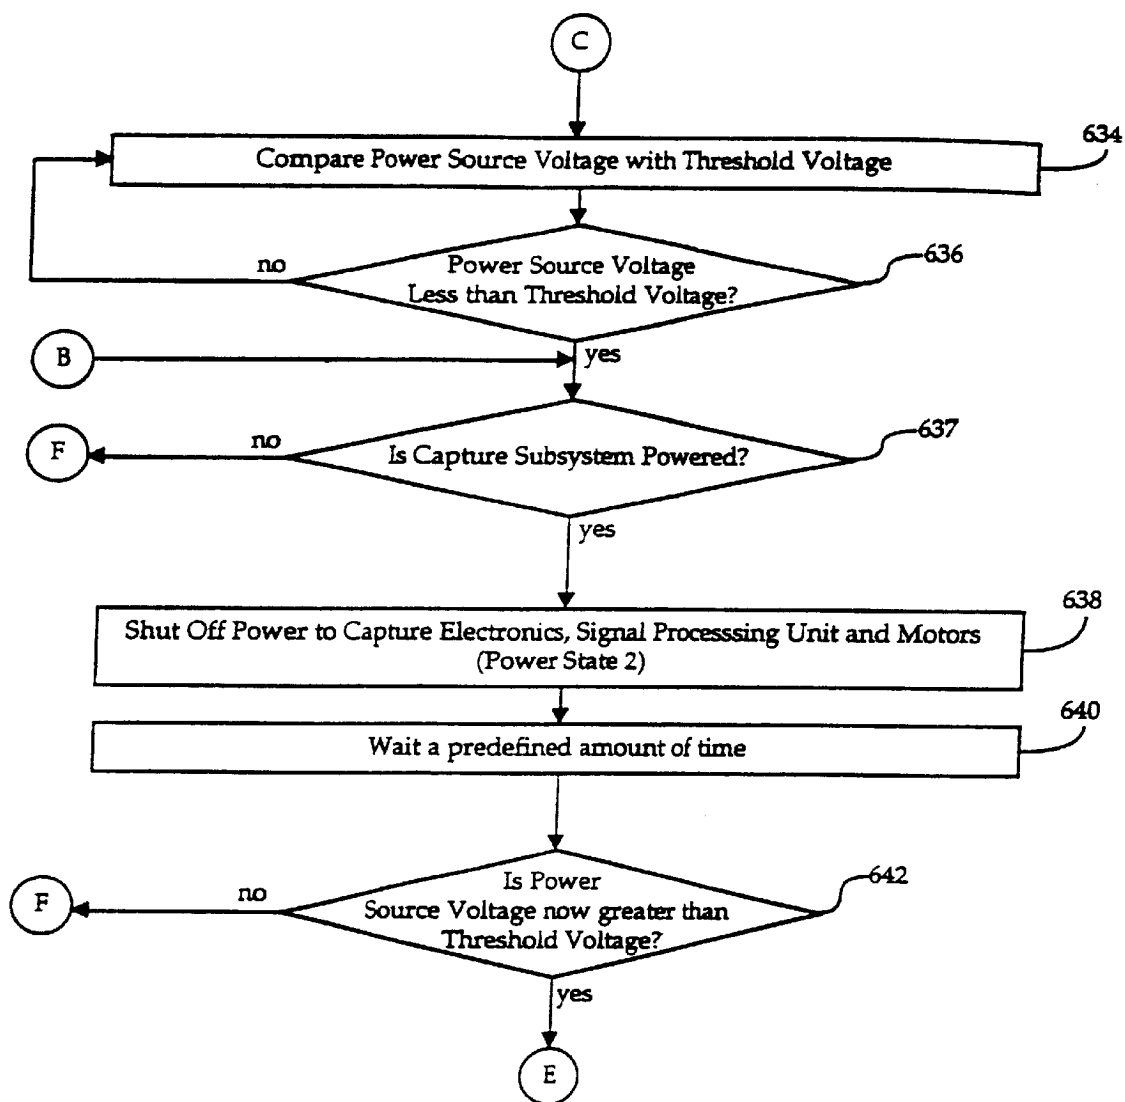 C
634
Compare Power Source Voltage with Threshold Voltage
636
no
Power Source Voltage
Less than Threshold Voltage?
B
yes
637
F
no
Is Capture Subsystem Powered?
yes
638
Shut Off Power to Capture Electronics, Signal Processsing Unit and Motors
(Power State 2)
640
Wait a predefined amount of time
642
F
no
Is Power
Source Voltage now greater than
Threshold Voltage?
yes
E